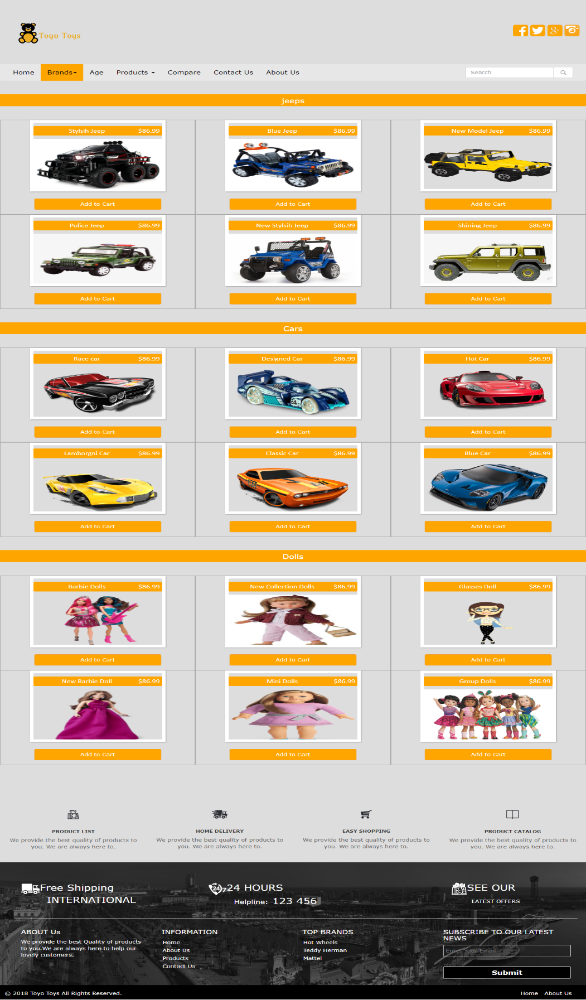 Toyo Toys
Home Brands Age Products Compare Contact Us About Us Search
jeeps
Stylsih Jeep $86.99 Blue Jeep $86.99 New Model Jeep $86.99
Add to Cart Add to Cart Add to Cart
Police Jeep $86.99 New Stylsih Jeep $86.99 Shining Jeep $86.99
Add to Cart Add to Cart Add to Cart
Cars
Race car $86.99 Designed Car $86.99 Hot Car $86.99
Add to Cart Add to Cart Add to Cart
Lamborgni Car $86.99 Classic Car $86.99 Blue Car $86.99
Add to Cart Add to Cart Add to Cart
Dolls
Barbie Dolls $86.99 New Collection Dolls $86.99 Glasses Doll $86.99
Add to Cart Add to Cart Add to Cart
New Barbie Doll $86.99 Mini Dolls $86.99 Group Dolls $86.99
Add to Cart Add to Cart Add to Cart
PRODUCT LIST
We provide the best quality of products to
you. We are always here to.
HOME DELIVERY
We provide the best quality of products to
you. We are always here to.
EASY SHOPPING
We provide the best quality of products to
you. We are always here to.
PRODUCT CATALOG
We provide the best quality of products to
you. We are always here to.
Free Shipping
INTERNATIONAL
24/7 24 HOURS
Helpline: 123 456
SEE OUR
LATEST OFFERS
ABOUT Us
We provide the best Quality of products
to you.We are always here to help our
lovely customers.
INFORMATION
Home
About Us
Products
Contact Us
TOP BRANDS
Hot Wheels
Teddy Herman
Mattel
SUBSCRIBE TO OUR LATEST
NEWS
Enter Your Email
Submit
© 2018 Toyo Toys All Rights Reserved. Home About Us